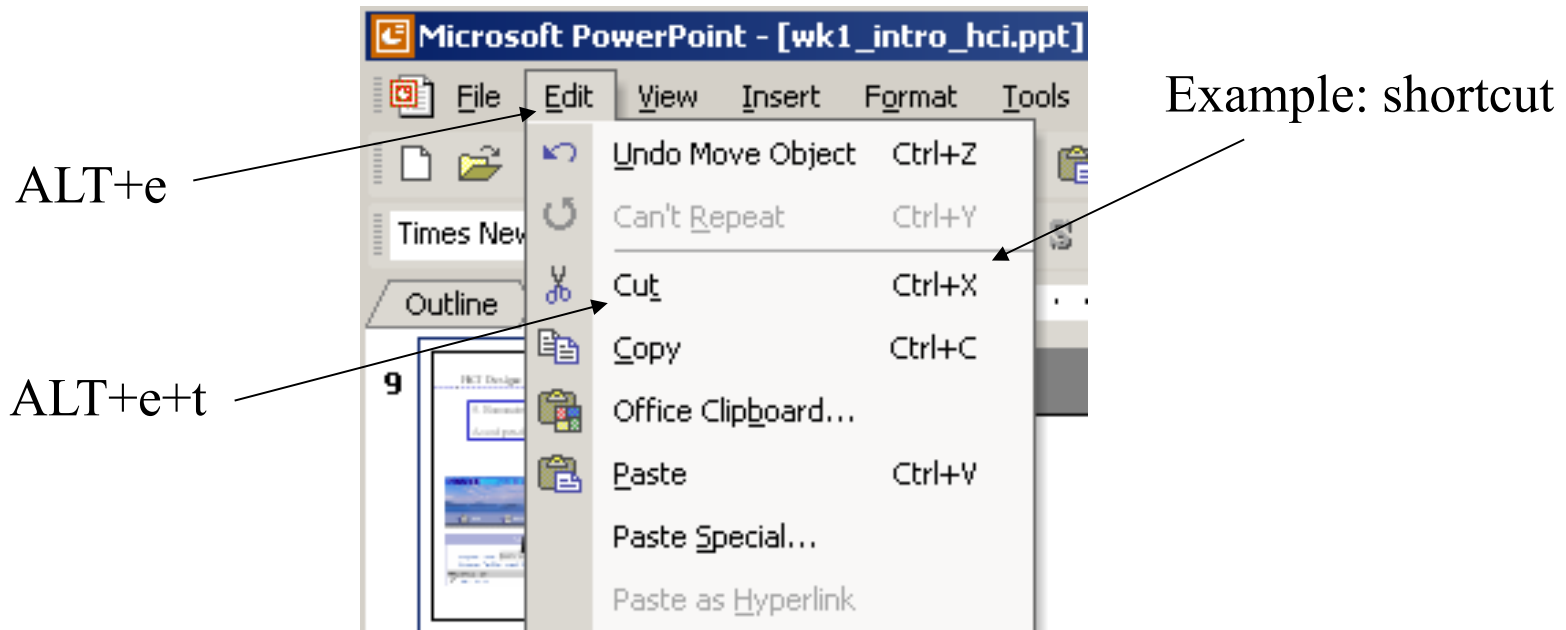 Microsoft PowerPoint - [wk1_intro_hci.ppt]
File Edit View Insert Format Tools
Example: shortcut
Undo Move Object Ctrl+Z
ALT+e
Can't Repeat Ctrl+Y
Times New
Cut Ctrl+X
Outline
Copy Ctrl+C
9
ALT+e+t
Office Clipboard...
Paste Ctrl+V
Paste Special...
Paste as Hyperlink